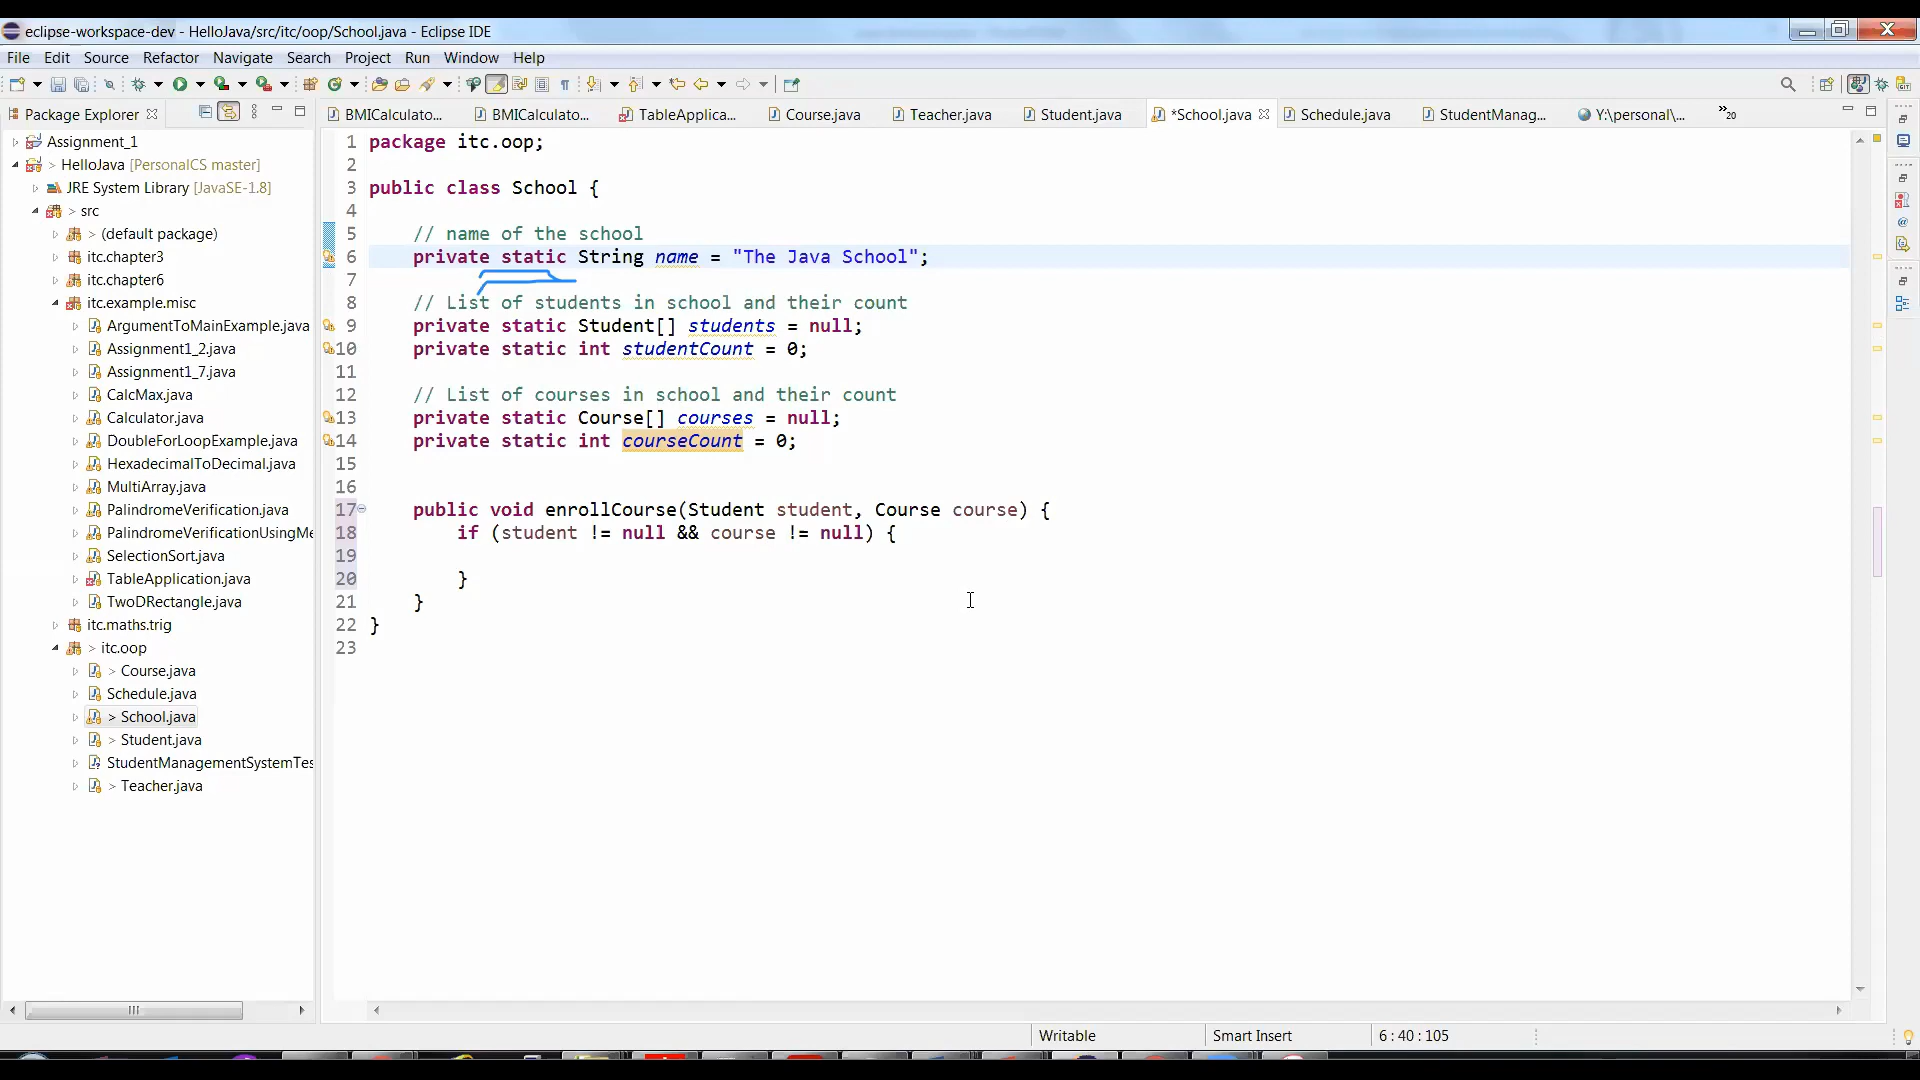 eclipse-workspace-dev - HelloJava/src/itc/oop/School.java - Eclipse IDE
File Edit Source Refactor Navigate Search Project Run Window Help
Package Explorer
BMICalculato... BMICalculato... TableApplica... Course.java Teacher.java Student.java *School.java Schedule.java StudentManag... Y:\personal\... »20
Assignment_1
> HelloJava [PersonalCS master]
JRE System Library [JavaSE-1.8]
> src
> (default package)
itc.chapter3
itc.chapter6
itc.example.misc
ArgumentToMainExample.java
Assignment1_2.java
Assignment1_7.java
CalcMax.java
Calculator.java
DoubleForLoopExample.java
HexadecimalToDecimal.java
MultiArray.java
PalindromeVerification.java
PalindromeVerificationUsingMe
SelectionSort.java
TableApplication.java
TwoDRectangle.java
itc.maths.trig
> itc.oop
> Course.java
Schedule.java
> School.java
> Student.java
StudentManagementSystemTes
> Teacher.java
1 package itc.oop;
2
3 public class School {
4
5 // name of the school
6 private static String name = "The Java School";
7
8 // List of students in school and their count
9 private static Student[] students = null;
10 private static int studentCount = 0;
11
12 // List of courses in school and their count
13 private static Course[] courses = null;
14 private static int courseCount = 0;
15
16
17 public void enrollCourse(Student student, Course course) {
18 if (student != null && course != null) {
19
20 }
21 }
22 }
23
Writable Smart Insert 6 : 40 : 105